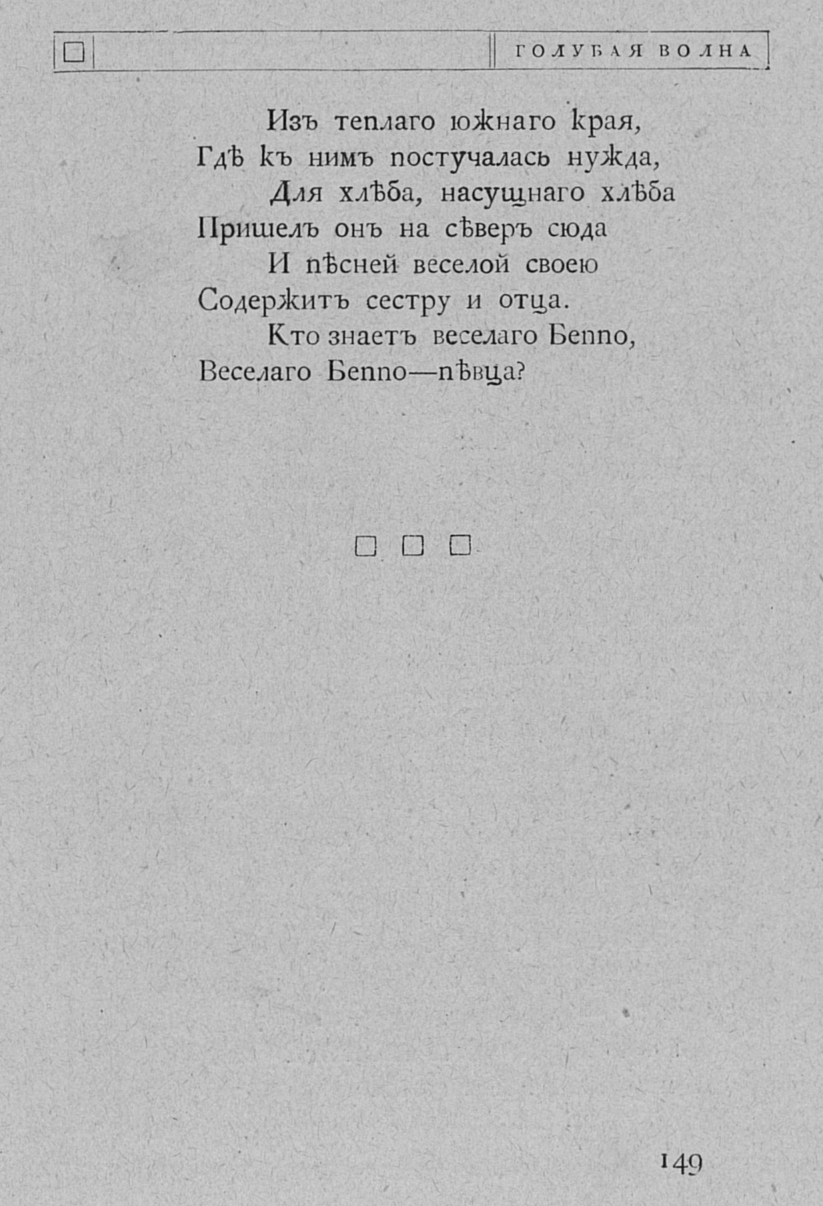 ГОЛУБАЯ ВОЛНА
Изъ теплаго южнаго края,
Гдѣ къ нимъ постучалась нужда,
Для хлѣба, насущнаго хлѣба
Пришелъ онъ на сѣверъ сюда
И пѣсней веселой своею
Содержитъ сестру и отца.
Кто знаетъ веселаго Беппо,
Веселаго Беппо—пѣвца?
149